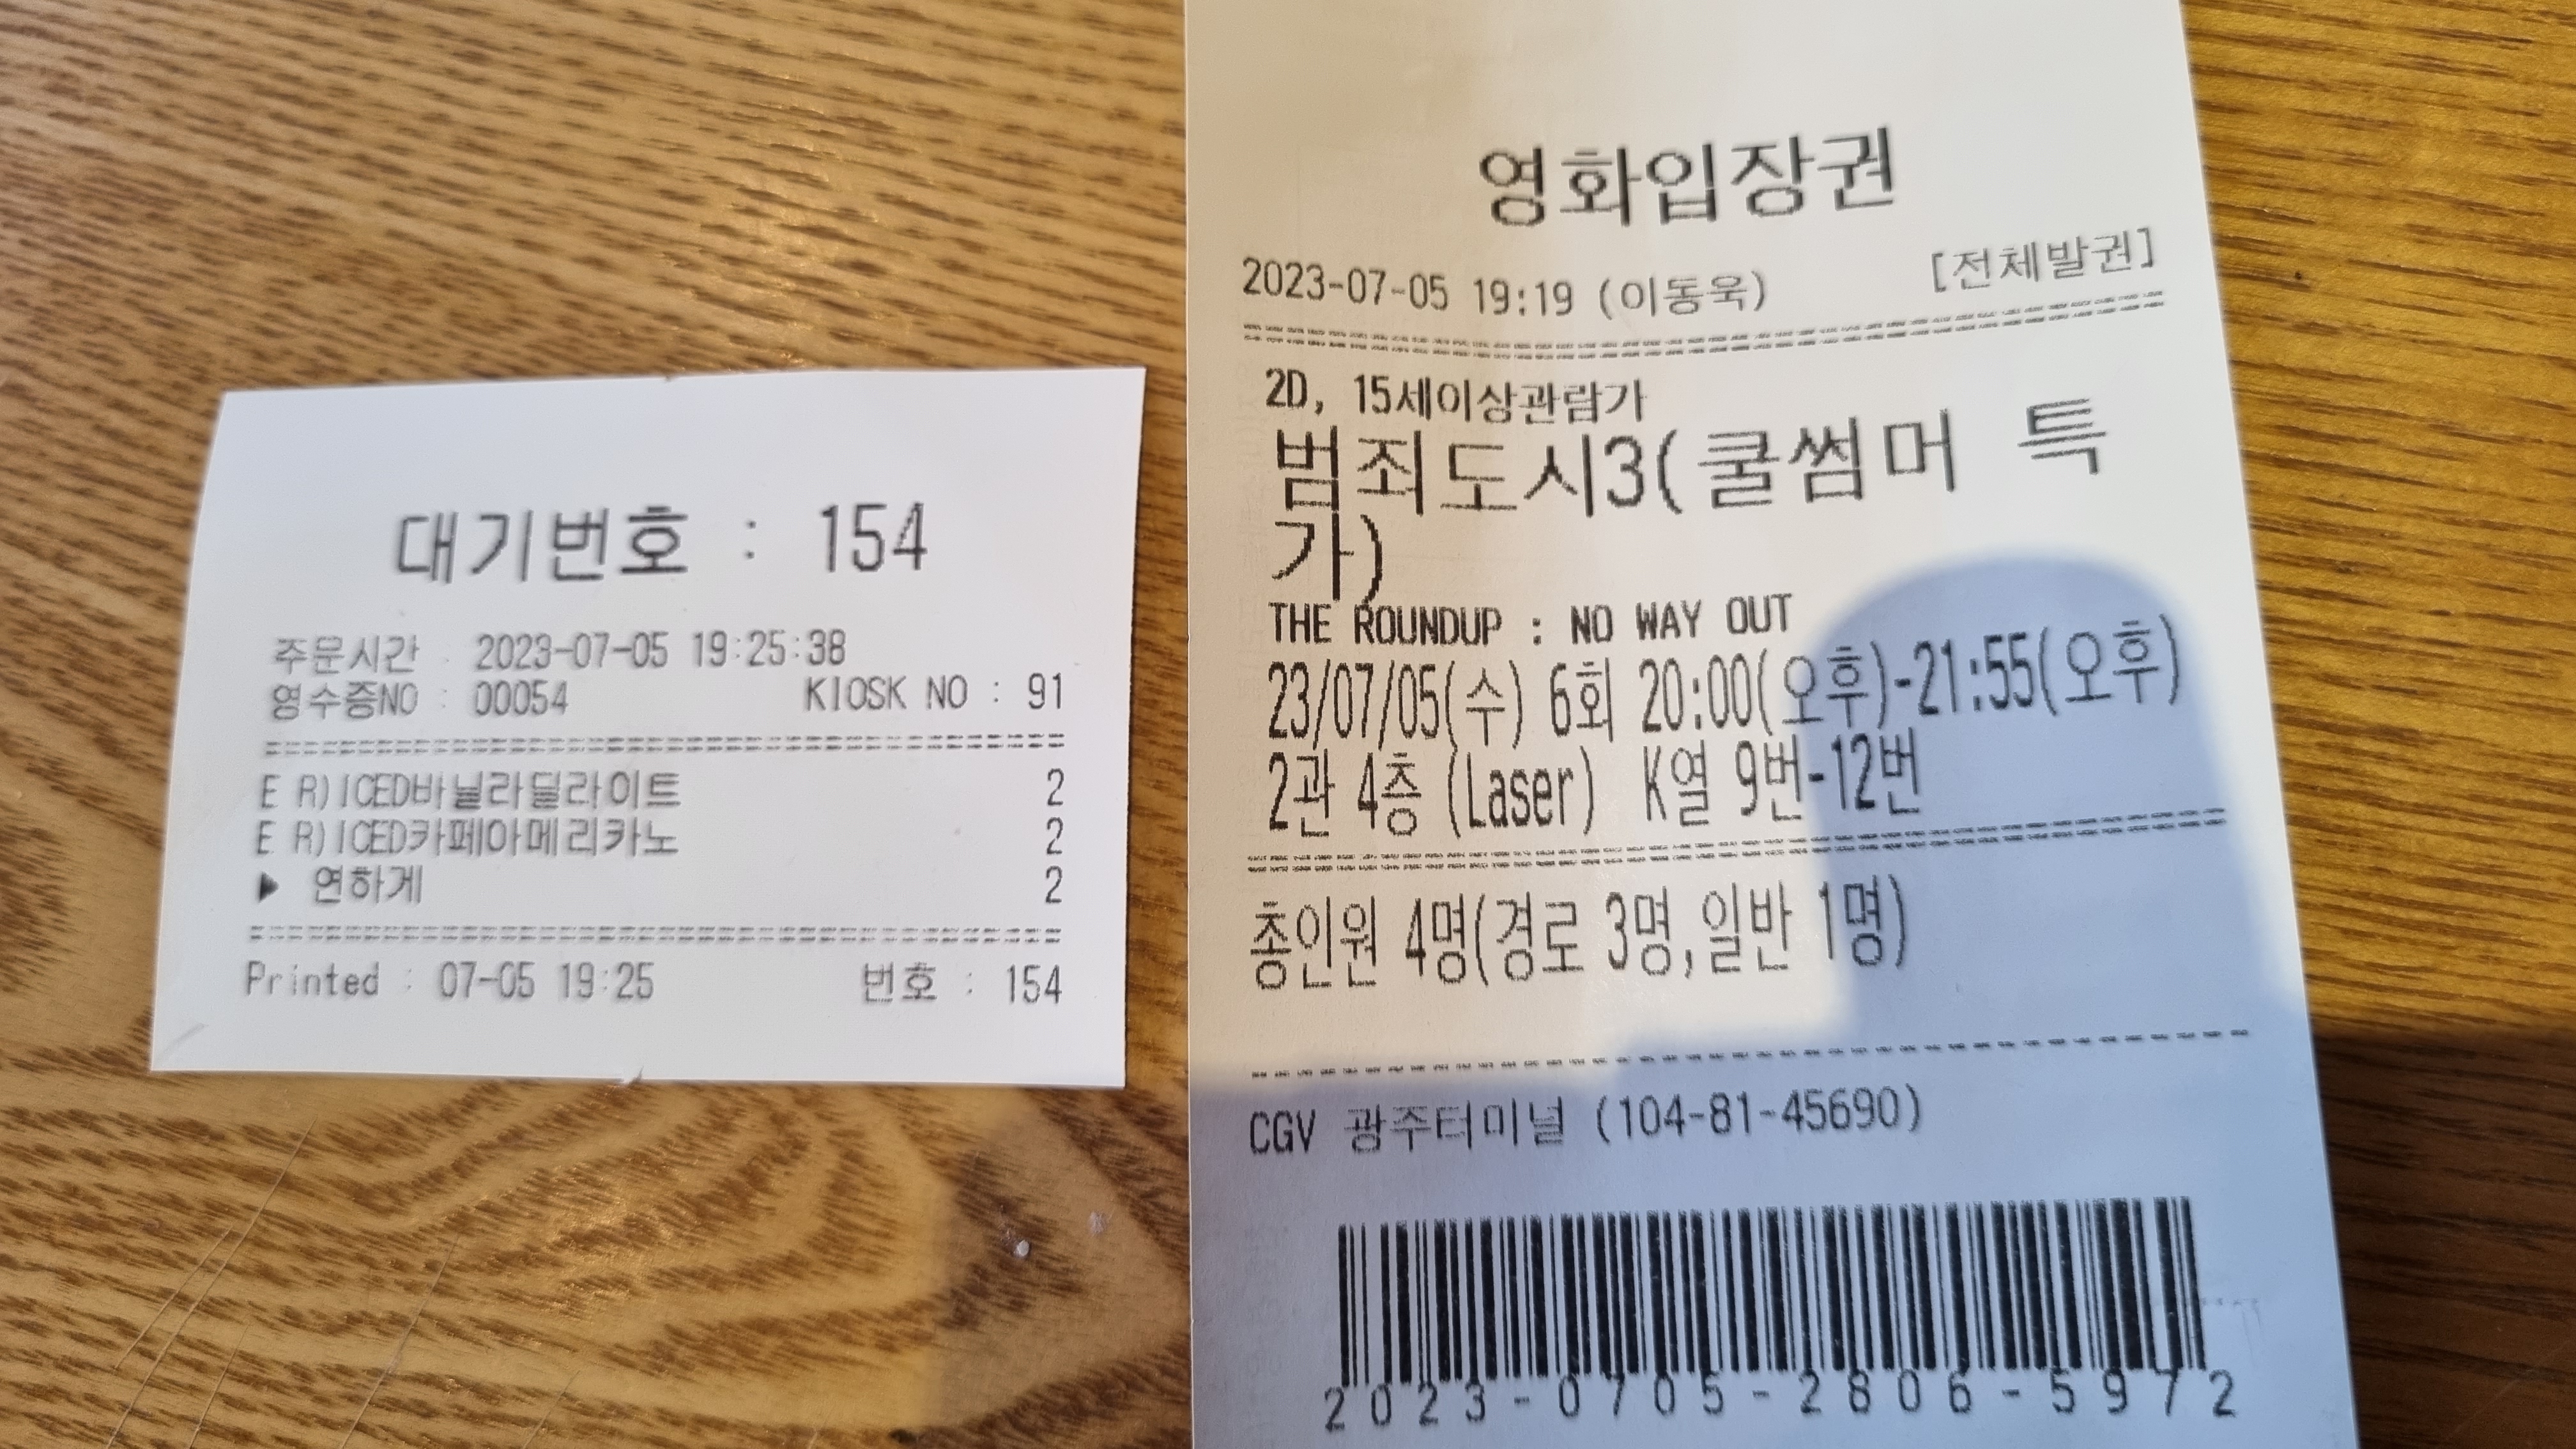 대기번호 : 154
주문시간 : 2023-07-05 19:25:38
영수증NO : 00054 KIOSK NO : 91
================================
E R)ICED바닐라딜라이트 2
E R)ICED카페아메리카노 2
▶ 연하게 2
================================
Printed : 07-05 19:25 번호 : 154
영화입장권
2023-07-05 19:19 (이동욱) [전체발권]
================================
2D, 15세이상관람가
범죄도시3(쿨썸머 특
가)
THE ROUNDUP : NO WAY OUT
23/07/05(수) 6회 20:00(오후)-21:55(오후)
2관 4층 (Laser) K열 9번-12번
================================
총인원 4명(경로 3명,일반 1명)
--------------------------------
CGV 광주터미널 (104-81-45690)
2023-0705-2806-5972